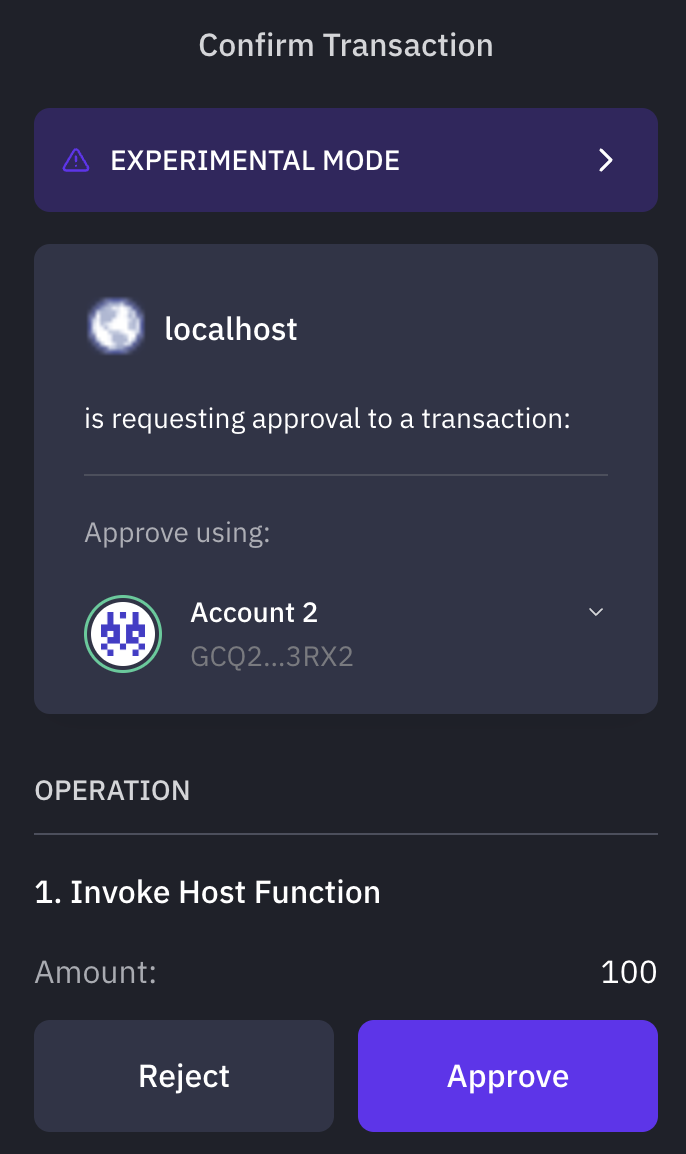 Confirm Transaction
EXPERIMENTAL MODE
localhost
is requesting approval to a transaction:
Approve using:
Account 2
GCQ2...3RX2
OPERATION
1. Invoke Host Function
Amount: 100
Reject Approve